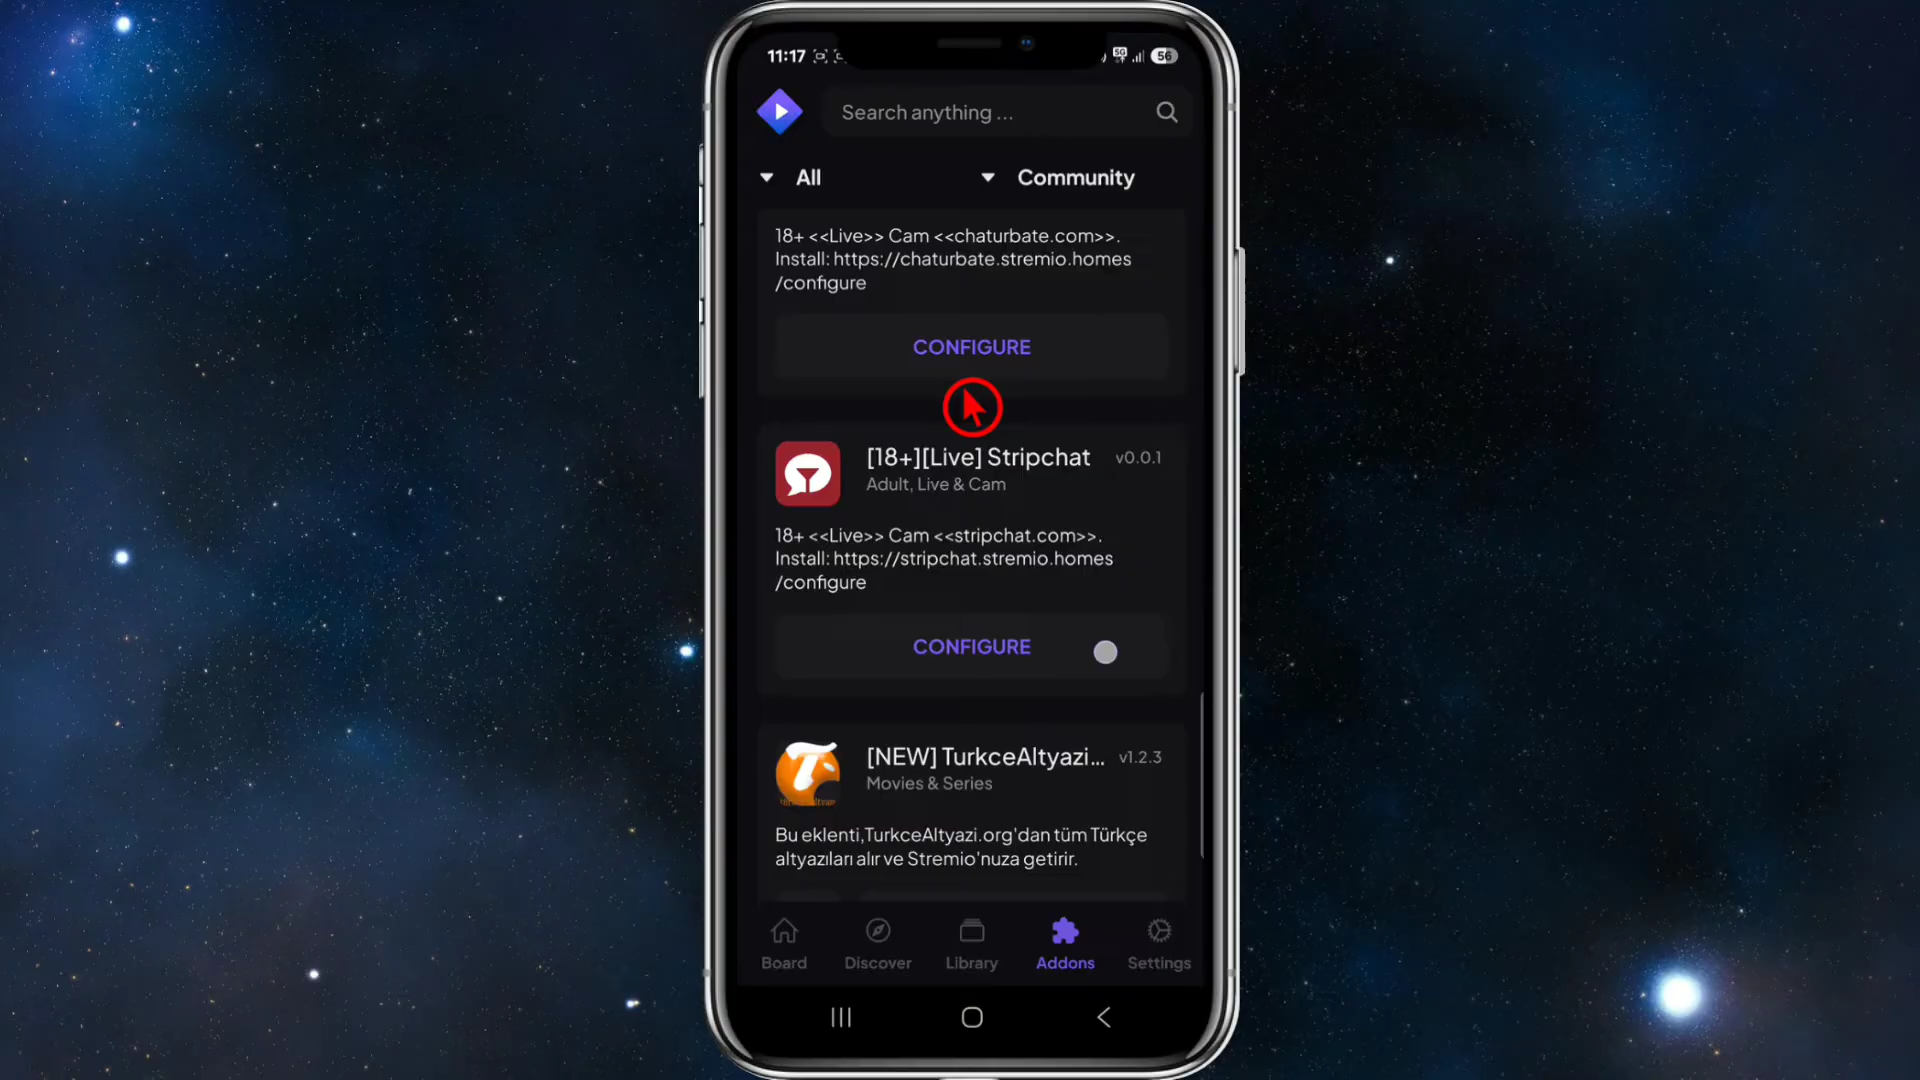 11:17
5G
56
Search anything ...
All
Community
18+ <<Live>> Cam <<chaturbate.com>>.
Install: https://chaturbate.stremio.homes
/configure
CONFIGURE
[18+][Live] Stripchat v0.0.1
Adult, Live & Cam
18+ <<Live>> Cam <<stripchat.com>>.
Install: https://stripchat.stremio.homes
/configure
CONFIGURE
[NEW] TurkceAltyazi... v1.2.3
Movies & Series
Bu eklenti,TurkceAltyazi.org'dan tüm Türkçe
altyazıları alır ve Stremio'nuza getirir.
Board
Discover
Library
Addons
Settings